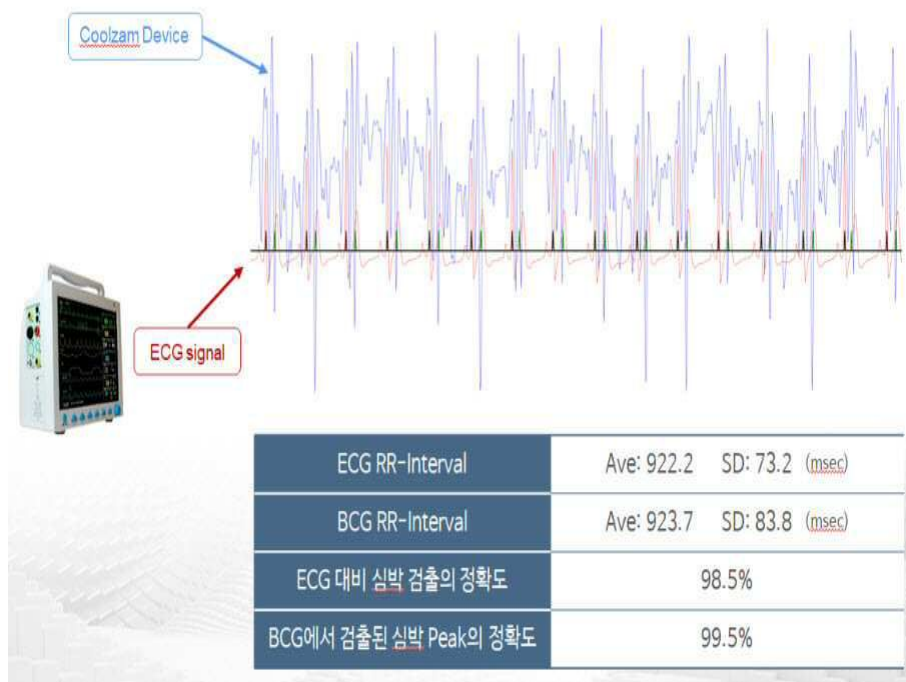 Coolzam Device
ECG signal
ECG RR-Interval
Ave: 922.2 SD: 73.2 (msec)
BCG RR-Interval
Ave: 923.7 SD: 83.8 (msec)
ECG 대비 심박 검출의 정확도
98.5%
BCG에서 검출된 심박 Peak의 정확도
99.5%